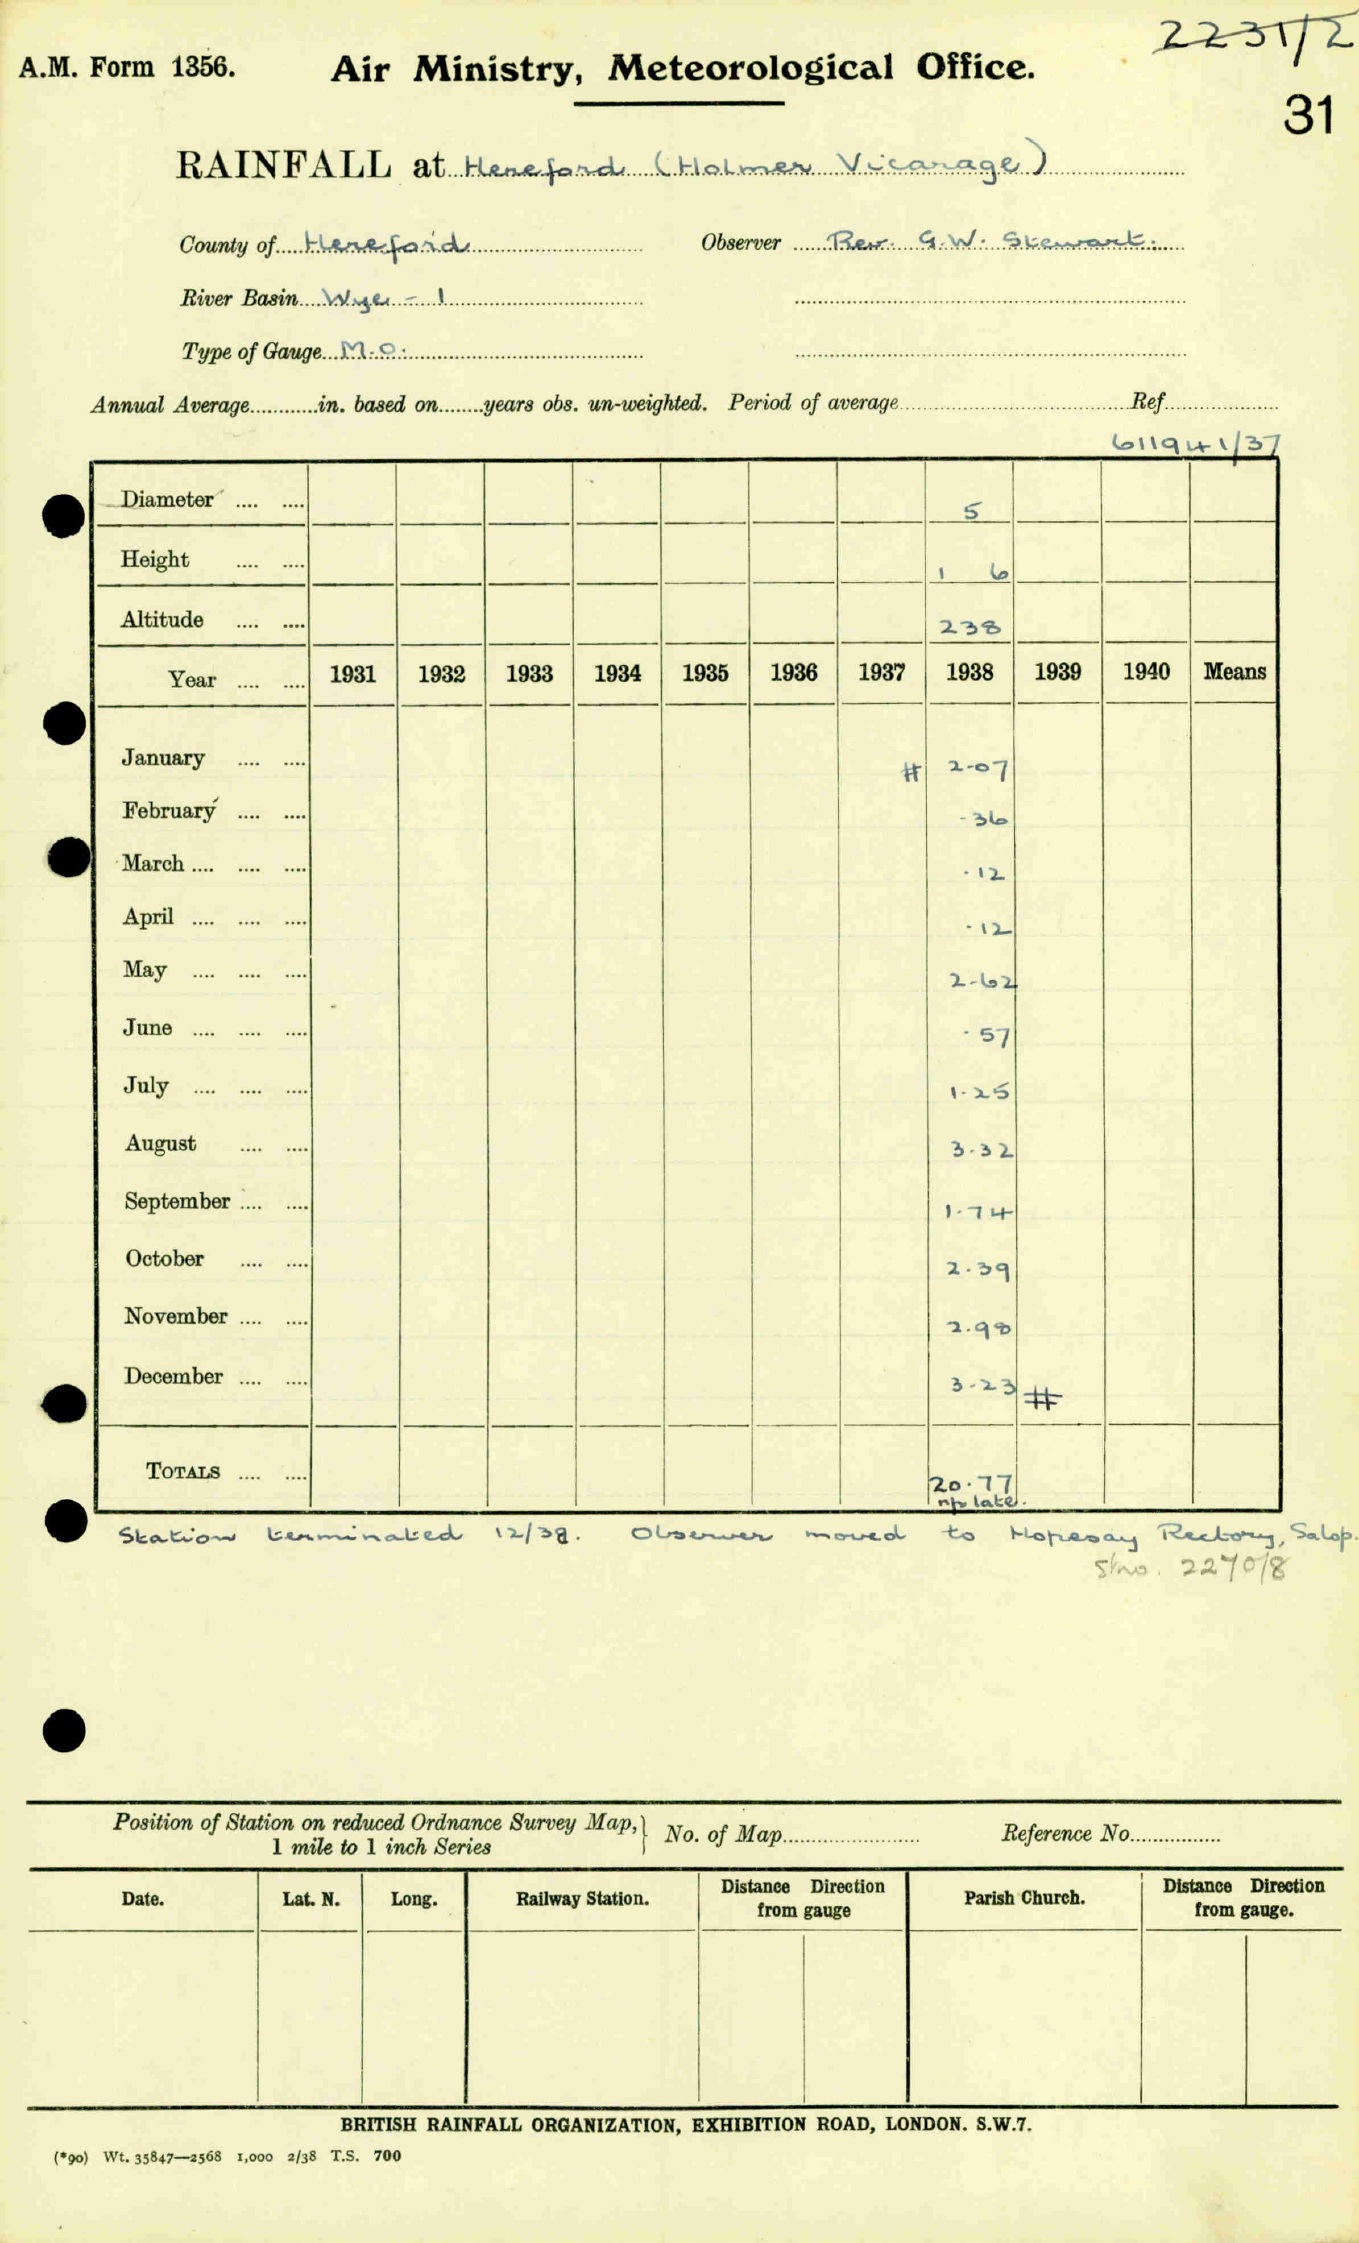 2231/2
A.M. Form 1356. Air Ministry, Meteorological Office.
31
RAINFALL at Hereford (Holmer Vicarage)
County of Hereford Observer Rev. G.W. Stewart.
River Basin Wye - 1
Type of Gauge M.O.
Annual Average............in. based on........years obs. un-weighted. Period of average.................... Ref....................
611941/37
Diameter .... .... 5
Height .... .... 1 6
Altitude .... .... 238
Year .... .... 1931 1932 1933 1934 1935 1936 1937 1938 1939 1940 Means
January .... .... # 2.07
February .... .... .36
March .... .... .... .12
April .... .... .... .12
May .... .... .... 2.62
June .... .... .... .57
July .... .... .... 1.25
August .... .... 3.32
September .... .... 1.74
October .... .... 2.39
November .... .... 2.98
December .... .... 3.23 #
TOTALS .... .... 20.77
late.
Station terminated 12/38. Observer moved to Hopesay Rectory, Salop.
St no. 2270/8
Position of Station on reduced Ordnance Survey Map,} No. of Map.................... Reference No................
1 mile to 1 inch Series
Date. Lat. N. Long. Railway Station. Distance Direction from gauge Parish Church. Distance Direction from gauge.
BRITISH RAINFALL ORGANIZATION, EXHIBITION ROAD, LONDON. S.W.7.
(*90) Wt. 35847—2568 1,000 2/38 T.S. 700